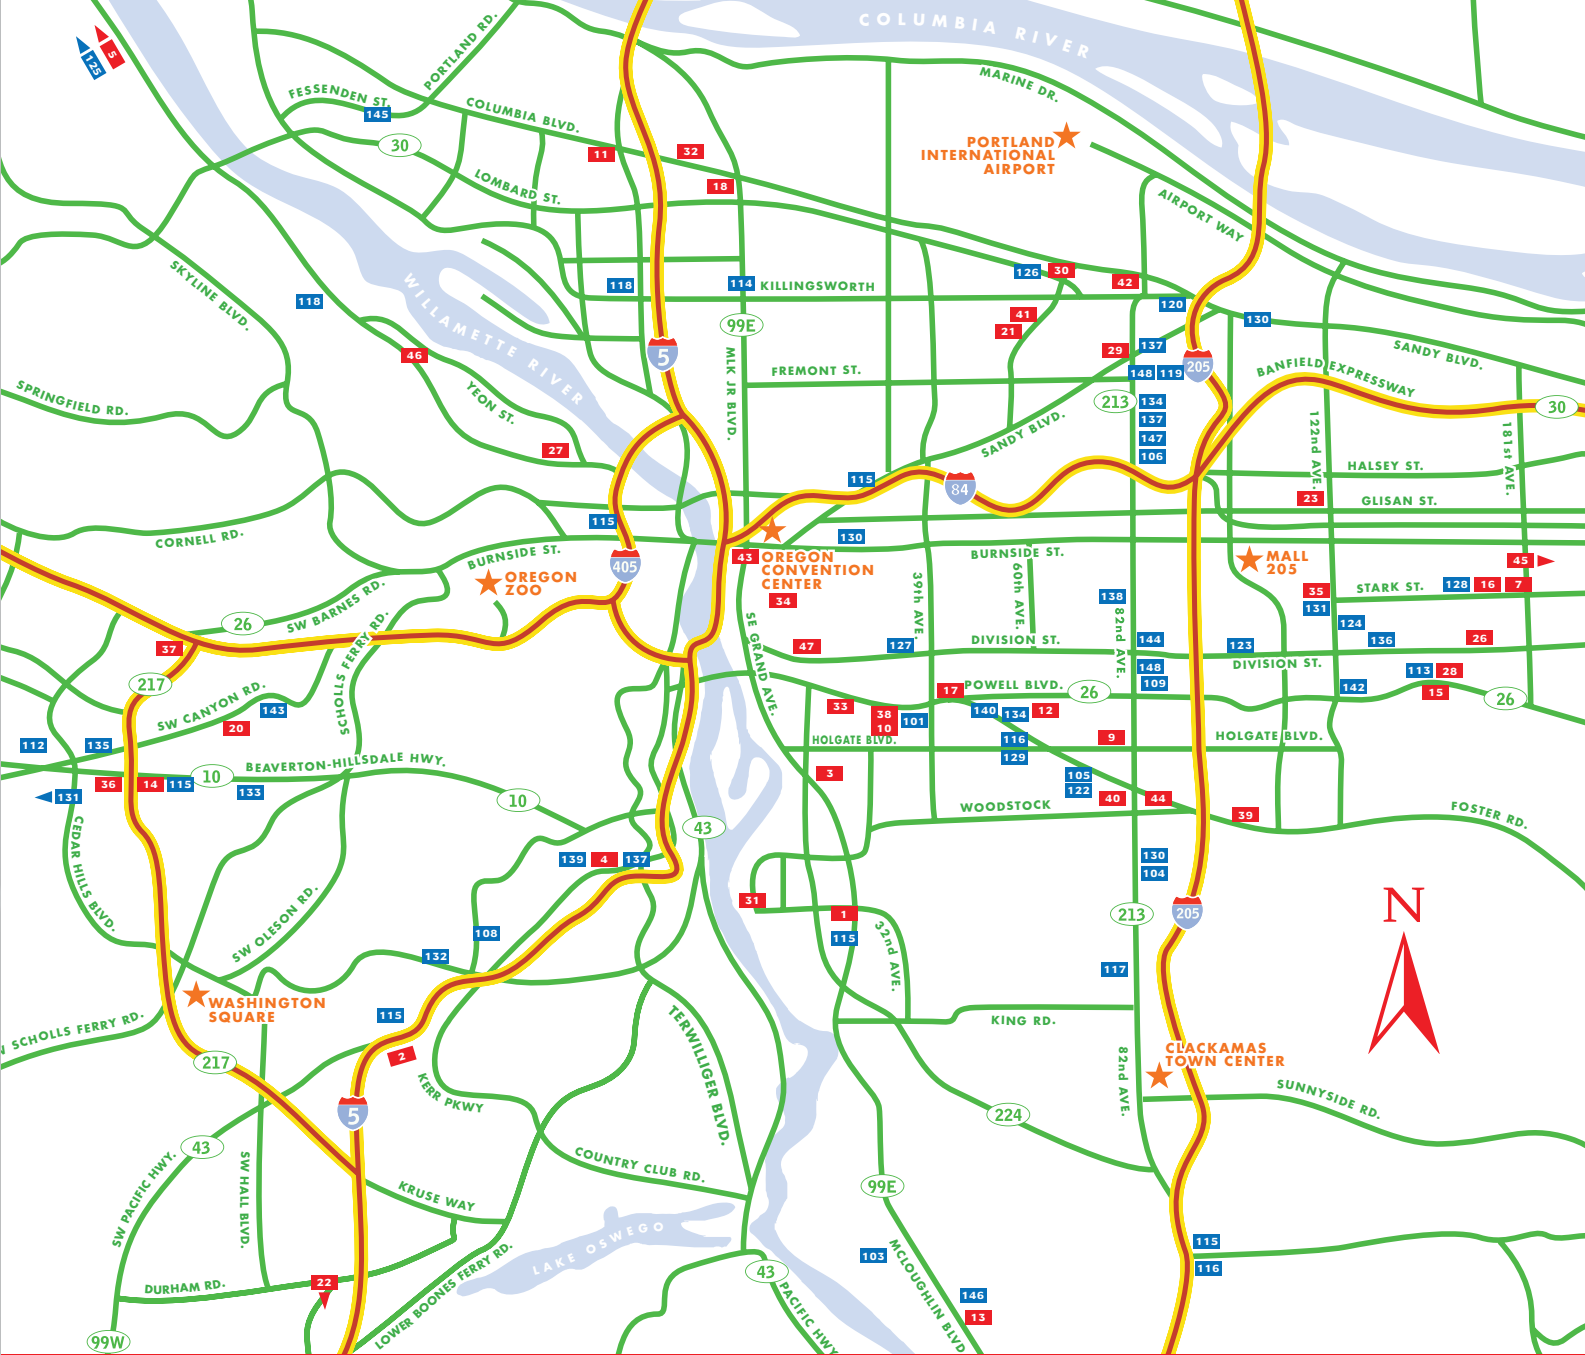 COLUMBIA RIVER
PORTLAND RD.
5
125
FESSENDEN ST.
145
COLUMBIA BLVD.
MARINE DR.
30
11
32
18
PORTLAND
INTERNATIONAL
AIRPORT
LOMBARD ST.
AIRPORT WAY
SKYLINE BLVD.
118
WILLAMETTE RIVER
118
114
KILLINGSWORTH
126
30
42
120
130
99E
41
21
5
46
MLK JR BLVD.
FREMONT ST.
29
137
148
119
205
SANDY BLVD.
BANFIELD EXPRESSWAY
SPRINGFIELD RD.
YEON ST.
213
134
137
147
106
30
SANDY BLVD.
122nd AVE.
181st AVE.
27
115
84
HALSEY ST.
23
GLISAN ST.
115
CORNELL RD.
130
BURNSIDE ST.
405
43
OREGON
CONVENTION
CENTER
BURNSIDE ST.
MALL
205
45
OREGON
ZOO
34
39th AVE.
60th AVE.
138
35
131
STARK ST.
128
16
7
SW BARNES RD.
26
SE GRAND AVE.
82nd AVE.
124
37
SCHOLLS FERRY RD.
47
127
DIVISION ST.
144
123
136
26
DIVISION ST.
148
109
113
28
217
SW CANYON RD.
143
20
17
POWELL BLVD.
26
142
15
26
33
38
10
101
140
134
12
112
135
HOLGATE BLVD.
116
129
9
HOLGATE BLVD.
BEAVERTON-HILLSDALE HWY.
10
36
14
115
133
131
3
105
122
40
44
39
10
WOODSTOCK
FOSTER RD.
43
CEDAR HILLS BLVD.
139
4
137
130
104
SW OLESON RD.
31
1
115
213
205
N
108
132
32nd AVE.
117
WASHINGTON
SQUARE
W SCHOLLS FERRY RD.
115
2
TERWILLIGER BLVD.
KING RD.
217
CLACKAMAS
TOWN CENTER
82nd AVE.
SUNNYSIDE RD.
KERR PKWY
5
224
43
SW PACIFIC HWY.
SW HALL BLVD.
COUNTRY CLUB RD.
KRUSE WAY
99E
LAKE OSWEGO
MCLOUGHLIN BLVD
103
115
116
DURHAM RD.
22
LOWER BOONES FERRY RD.
43
PACIFIC HWY
146
13
99W